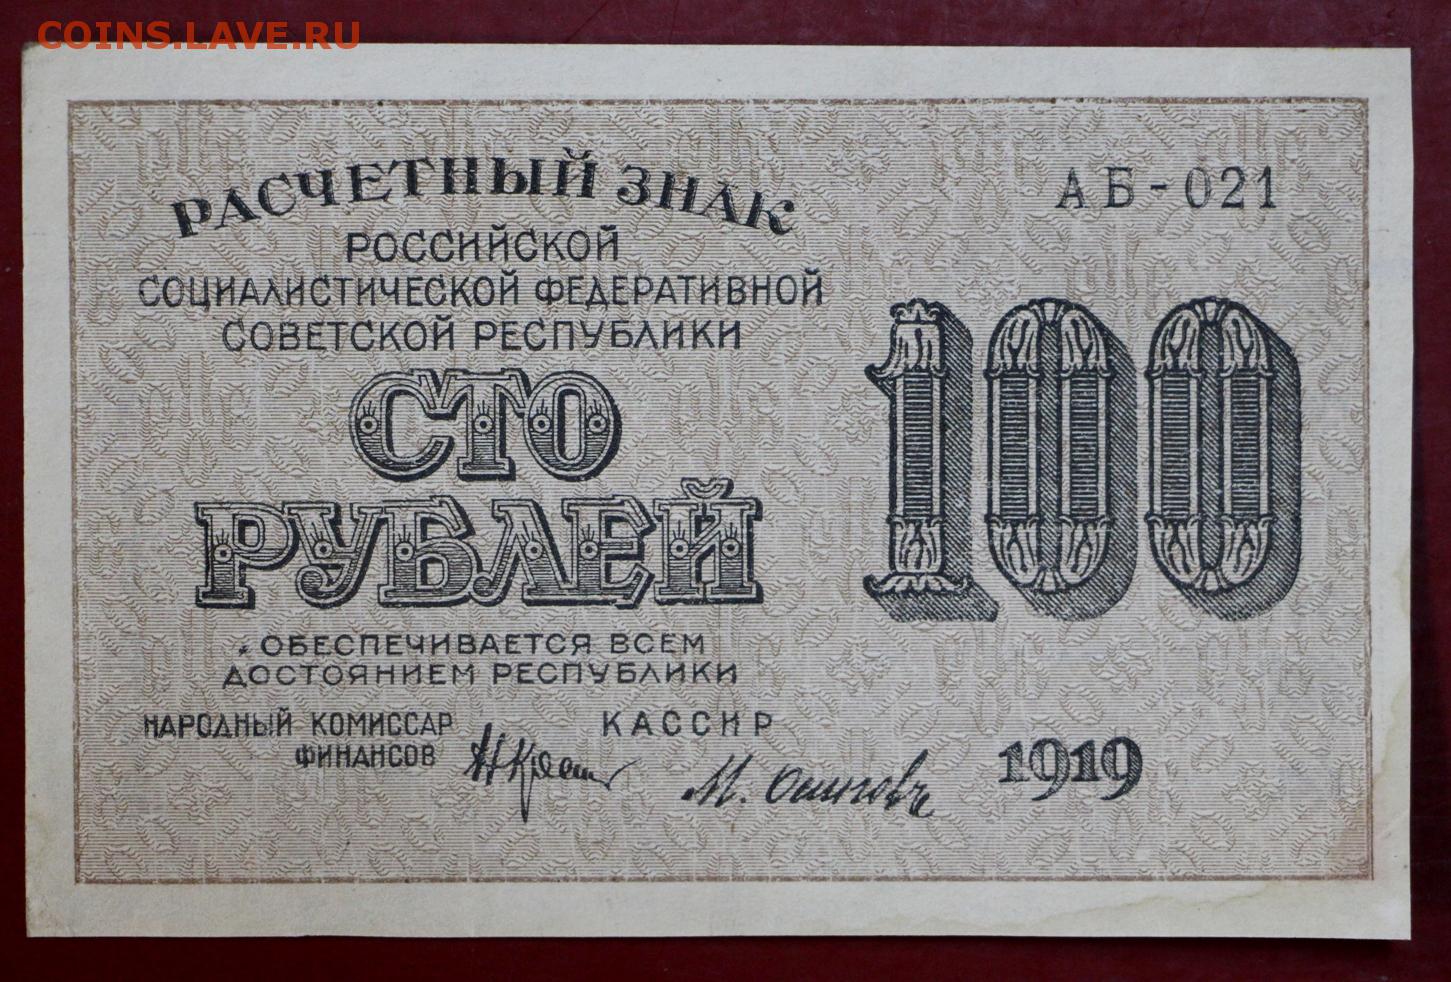 COINS.LAVE.RU
РАСЧЕТНЫЙ ЗНАК
АБ-021
РОССИЙСКОЙ
СОЦИАЛИСТИЧЕСКОЙ ФЕДЕРАТИВНОЙ
СОВЕТСКОЙ РЕСПУБЛИКИ
СТО
РУБЛЕЙ
100
ОБЕСПЕЧИВАЕТСЯ ВСЕМ
ДОСТОЯНИЕМ РЕСПУБЛИКИ
НАРОДНЫЙ КОМИССАР
ФИНАНСОВ
КАССИР
М. Осиповъ
1919